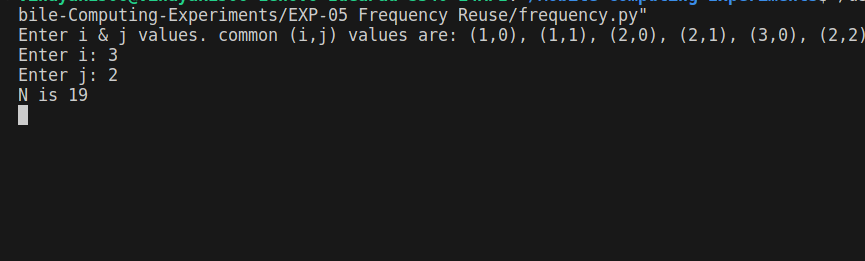 bile-Computing-Experiments/EXP-05 Frequency Reuse/frequency.py"
Enter i & j values. common (i,j) values are: (1,0), (1,1), (2,0), (2,1), (3,0), (2,2)
Enter i: 3
Enter j: 2
N is 19